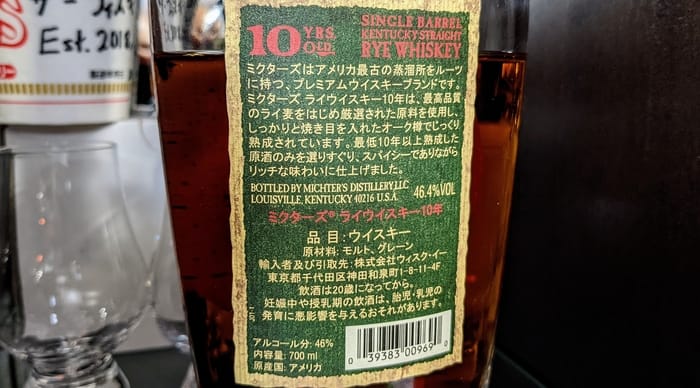 Est. 2018
10 YRS. OLD
SINGLE BARREL
KENTUCKY STRAIGHT
RYE WHISKEY
ミクターズはアメリカ最古の蒸溜所をルーツ
に持つ、プレミアムウイスキーブランドです。
ミクターズ ライウイスキー10年は、最高品質
のライ麦をはじめ厳選された原料を使用し、
しっかりと焼き目を入れたオーク樽でじっくり
熟成されています。最低10年以上熟成した
原酒のみを選りすぐり、スパイシーでありながら
リッチな味わいに仕上げました。
BOTTLED BY MICHTER'S DISTILLERY,LLC
LOUISVILLE, KENTUCKY 40216 U.S.A.
46.4%VOL
ミクターズ® ライウイスキー10年
品目:ウイスキー
原材料:モルト、グレーン
輸入者及び引取先:株式会社ウィスク・イー
東京都千代田区神田和泉町1-8-11-4F
飲酒は20歳になってから。
妊娠中や授乳期の飲酒は、胎児・乳児の
発育に悪影響を与えるおそれがあります。
アルコール分:46%
内容量:700㎖
原産国:アメリカ
0 39383 00969 0